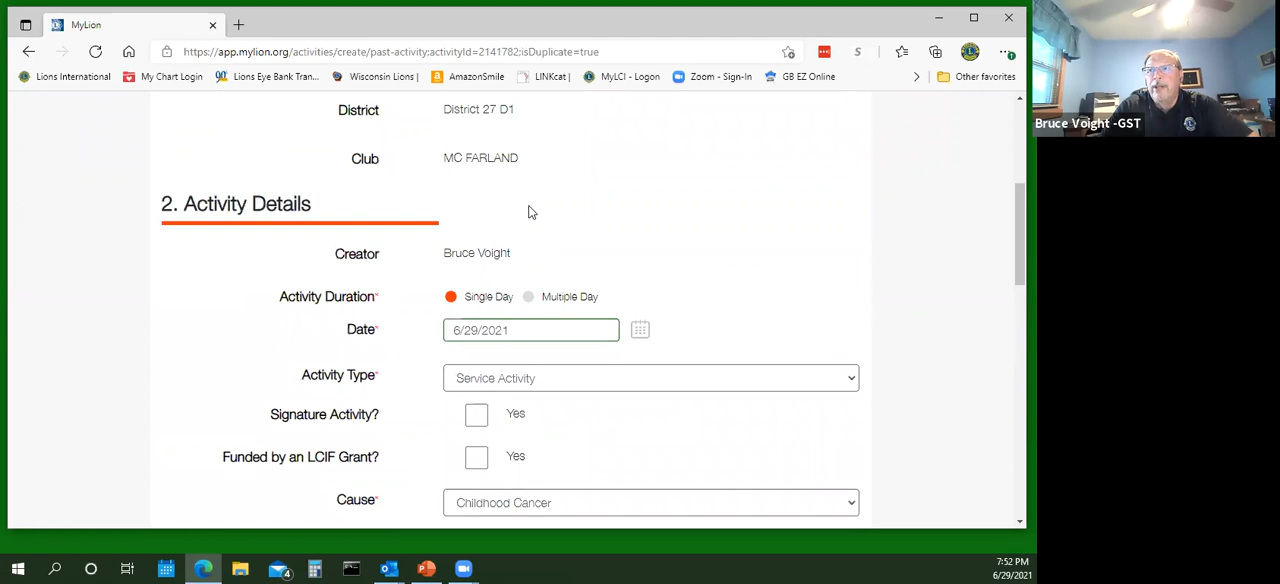 MyLion
https://app.mylion.org/activities/create/past-activity;activityId=2141782;isDuplicate=true
Lions International
My Chart Login
Lions Eye Bank Tran...
Wisconsin Lions |
AmazonSmile
LINKcat |
MyLCI - Logon
Zoom - Sign-In
GB EZ Online
Other favorites
Bruce Voight -GST
District District 27 D1
Club MC FARLAND
2. Activity Details
Creator Bruce Voight
Activity Duration* Single Day Multiple Day
Date* 6/29/2021
Activity Type* Service Activity
Signature Activity? Yes
Funded by an LCIF Grant? Yes
Cause* Childhood Cancer
4
7:52 PM
6/29/2021